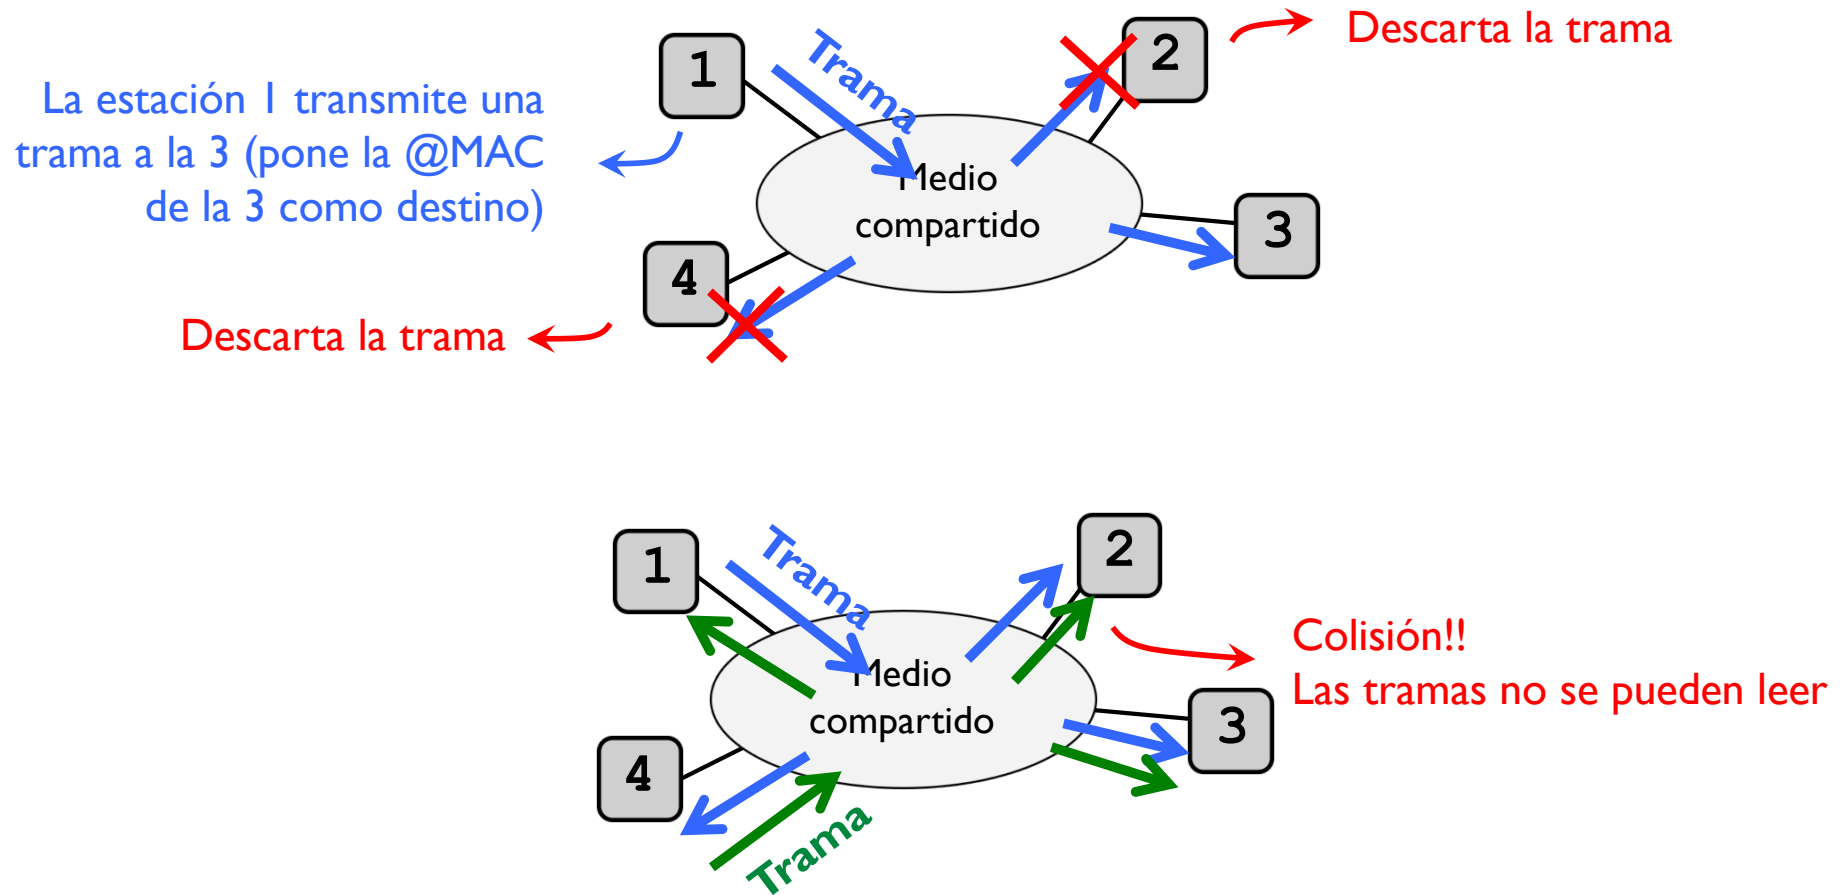 1
Trama
2
Descarta la trama
La estación 1 transmite una
trama a la 3 (pone la @MAC
de la 3 como destino)
Medio
compartido
3
4
Descarta la trama
1
Trama
2
Colisión!!
Las tramas no se pueden leer
Medio
compartido
3
4
Trama